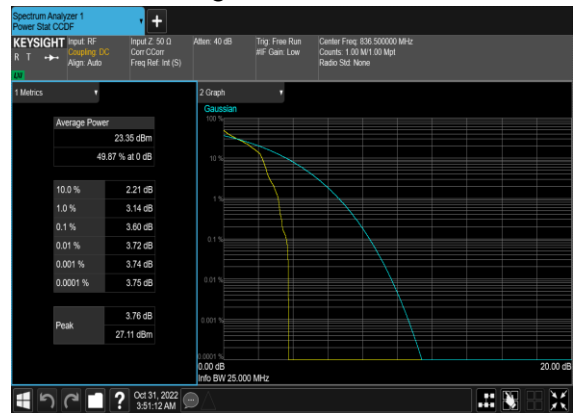 Spectrum Analyzer 1
Power Stat CCDF
KEYSIGHT Input: RF Input Z: 50 Ω Atten: 40 dB Trig: Free Run Center Freq: 836.500000 MHz
R T Coupling: DC Corr CCorr #IF Gain: Low Counts: 1.00 M/1.00 Mpt
Align: Auto Freq Ref: Int (S) Radio Std: None
LW
1 Metrics
Average Power
23.35 dBm
49.87 % at 0 dB
10.0 % 2.21 dB
1.0 % 3.14 dB
0.1 % 3.60 dB
0.01 % 3.72 dB
0.001 % 3.74 dB
0.0001 % 3.75 dB
Peak
3.76 dB
27.11 dBm
2 Graph
Gaussian
100 %
10 %
1 %
0.1 %
0.01 %
0.001 %
0.0001 %
0.00 dB 20.00 dB
Info BW 25.000 MHz
? Oct 31, 2022
3:51:12 AM